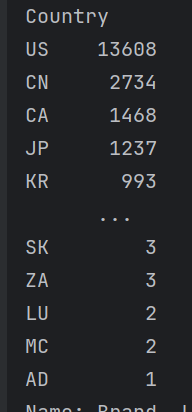 Country
US 13608
CN 2734
CA 1468
JP 1237
KR 993
...
SK 3
ZA 3
LU 2
MC 2
AD 1
Name: Brand,